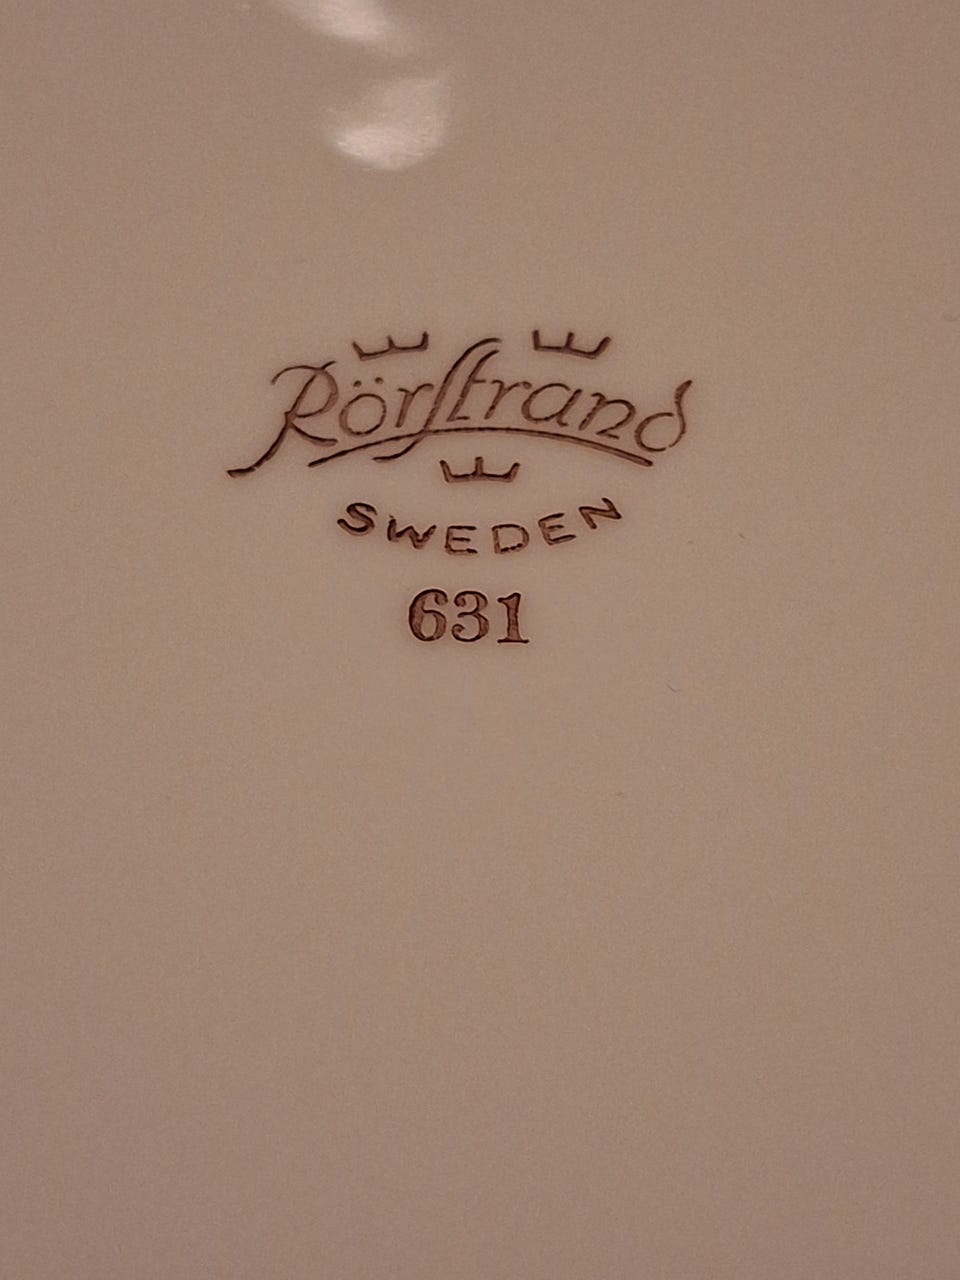 Rörstrand
SWEDEN
631